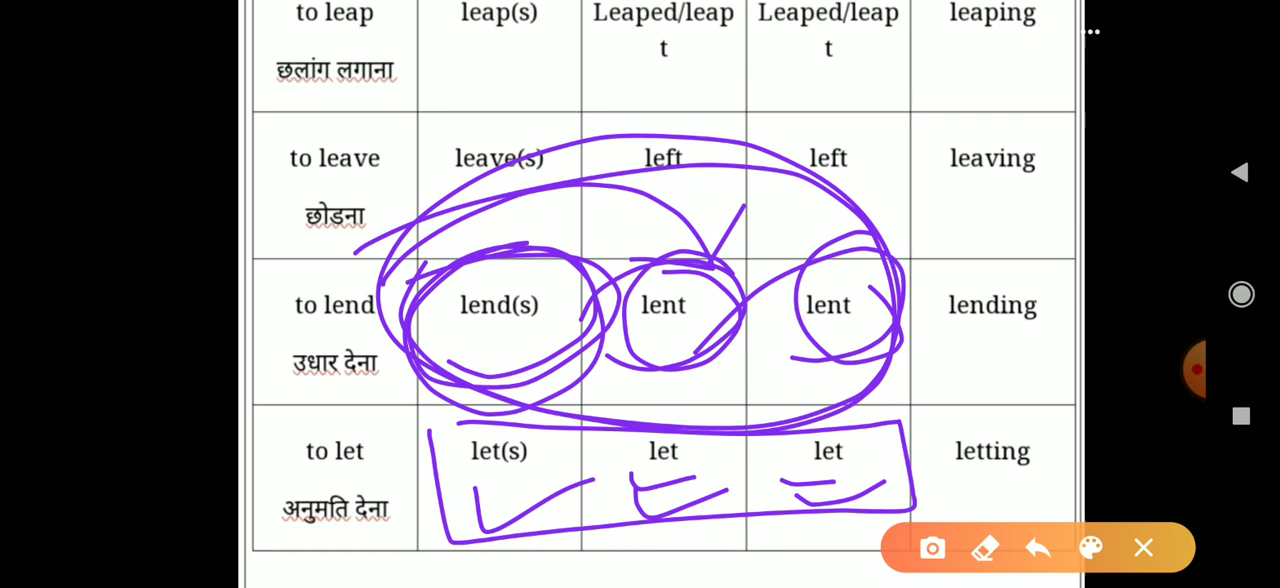 to leap leap(s) Leaped/leap Leaped/leap leaping
t t
छलांग लगाना
to leave leave(s) left left leaving
छोडना
to lend lend(s) lent lent lending
उधार देना
to let let(s) let let letting
अनुमति देना